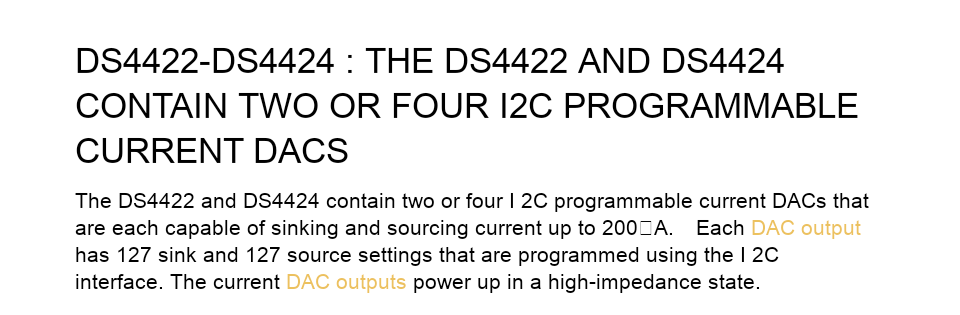 DS4422-DS4424 : THE DS4422 AND DS4424
CONTAIN TWO OR FOUR I2C PROGRAMMABLE
CURRENT DACS
The DS4422 and DS4424 contain two or four I 2C programmable current DACs that
are each capable of sinking and sourcing current up to 200□A. Each DAC output
has 127 sink and 127 source settings that are programmed using the I 2C
interface. The current DAC outputs power up in a high-impedance state.